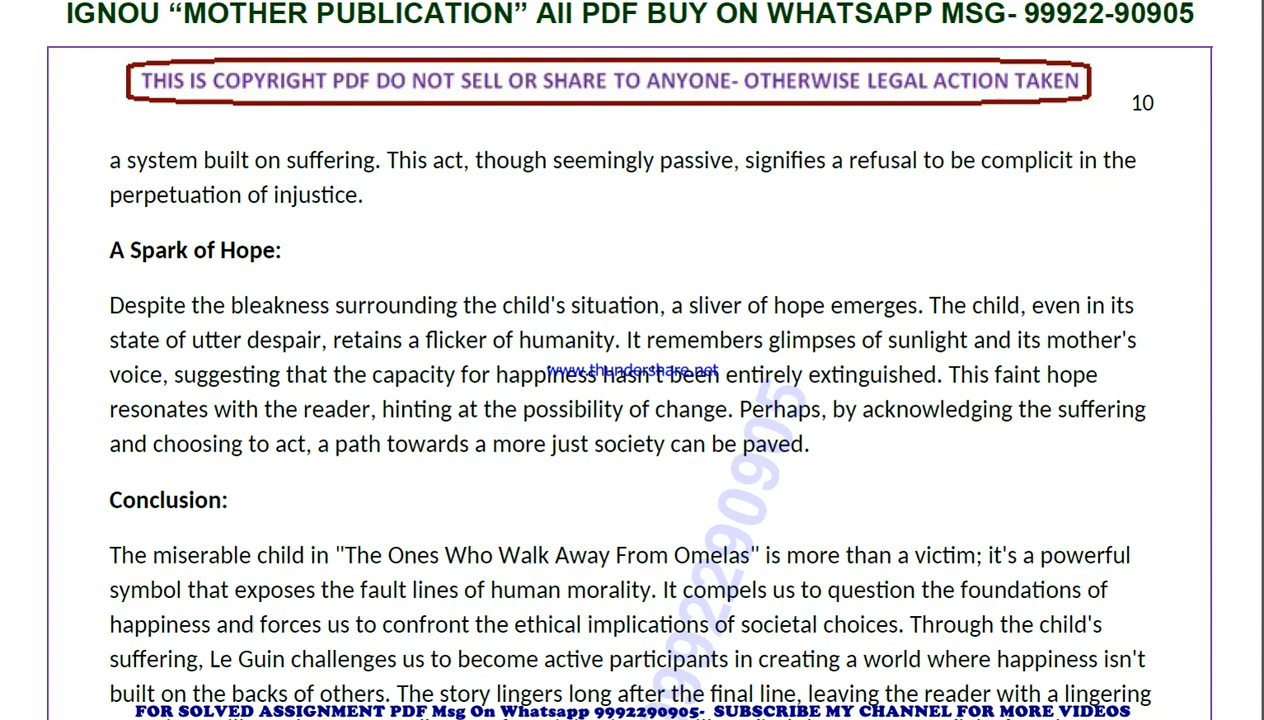 IGNOU “MOTHER PUBLICATION” All PDF BUY ON WHATSAPP MSG- 99922-90905
THIS IS COPYRIGHT PDF DO NOT SELL OR SHARE TO ANYONE- OTHERWISE LEGAL ACTION TAKEN
10
a system built on suffering. This act, though seemingly passive, signifies a refusal to be complicit in the
perpetuation of injustice.
A Spark of Hope:
Despite the bleakness surrounding the child's situation, a sliver of hope emerges. The child, even in its
state of utter despair, retains a flicker of humanity. It remembers glimpses of sunlight and its mother's
voice, suggesting that the capacity for happiness hasn't been entirely extinguished. This faint hope
www.thundershare.net
resonates with the reader, hinting at the possibility of change. Perhaps, by acknowledging the suffering
and choosing to act, a path towards a more just society can be paved.
Conclusion:
The miserable child in "The Ones Who Walk Away From Omelas" is more than a victim; it's a powerful
symbol that exposes the fault lines of human morality. It compels us to question the foundations of
happiness and forces us to confront the ethical implications of societal choices. Through the child's
suffering, Le Guin challenges us to become active participants in creating a world where happiness isn't
built on the backs of others. The story lingers long after the final line, leaving the reader with a lingering
FOR SOLVED ASSIGNMENT PDF Msg On Whatsapp 9992290905- SUBSCRIBE MY CHANNEL FOR MORE VIDEOS